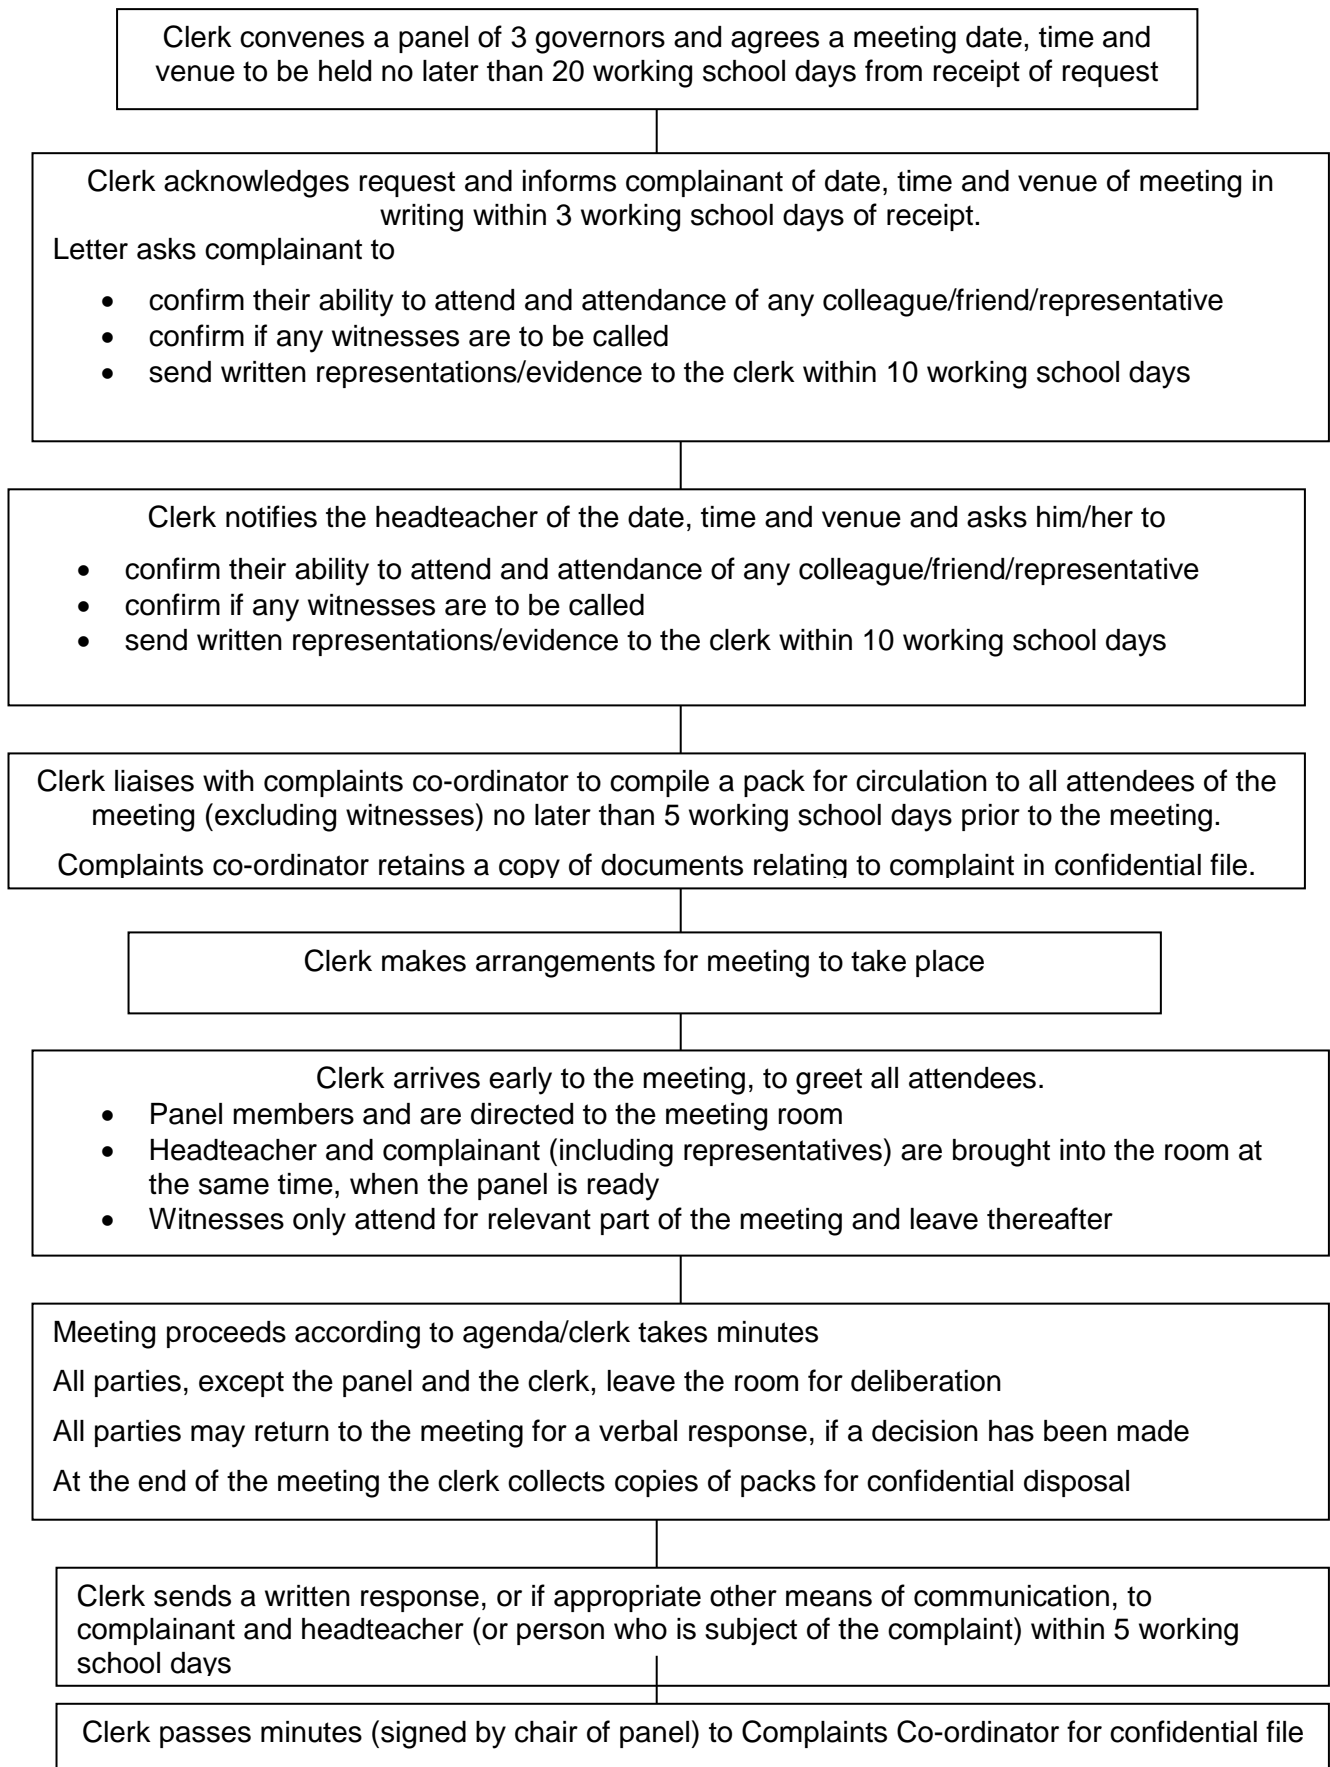 Clerk convenes a panel of 3 governors and agrees a meeting date, time and
venue to be held no later than 20 working school days from receipt of request
Clerk acknowledges request and informs complainant of date, time and venue of meeting in
writing within 3 working school days of receipt.
Letter asks complainant to
• confirm their ability to attend and attendance of any colleague/friend/representative
• confirm if any witnesses are to be called
• send written representations/evidence to the clerk within 10 working school days
Clerk notifies the headteacher of the date, time and venue and asks him/her to
• confirm their ability to attend and attendance of any colleague/friend/representative
• confirm if any witnesses are to be called
• send written representations/evidence to the clerk within 10 working school days
Clerk liaises with complaints co-ordinator to compile a pack for circulation to all attendees of the
meeting (excluding witnesses) no later than 5 working school days prior to the meeting.
Complaints co-ordinator retains a copy of documents relating to complaint in confidential file.
Clerk makes arrangements for meeting to take place
Clerk arrives early to the meeting, to greet all attendees.
• Panel members and are directed to the meeting room
• Headteacher and complainant (including representatives) are brought into the room at
the same time, when the panel is ready
• Witnesses only attend for relevant part of the meeting and leave thereafter
Meeting proceeds according to agenda/clerk takes minutes
All parties, except the panel and the clerk, leave the room for deliberation
All parties may return to the meeting for a verbal response, if a decision has been made
At the end of the meeting the clerk collects copies of packs for confidential disposal
Clerk sends a written response, or if appropriate other means of communication, to
complainant and headteacher (or person who is subject of the complaint) within 5 working
school days
Clerk passes minutes (signed by chair of panel) to Complaints Co-ordinator for confidential file